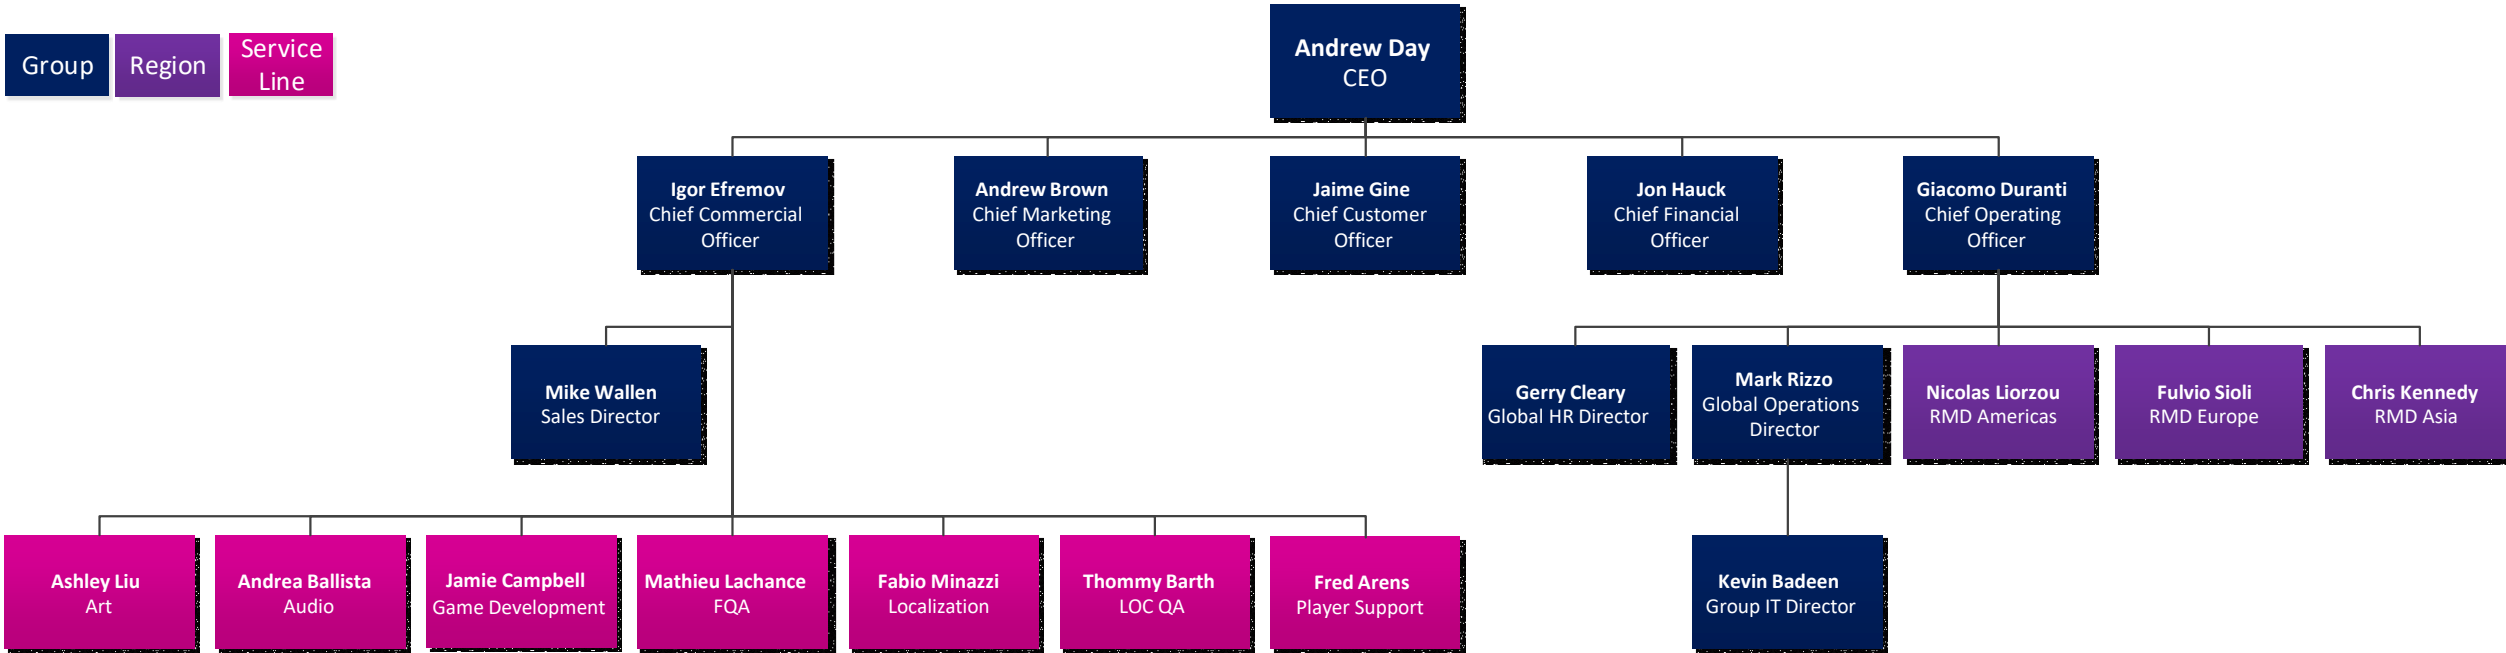 Group
Region
Service
Line
Andrew Day
CEO
Igor Efremov
Chief Commercial
Officer
Andrew Brown
Chief Marketing
Officer
Jaime Gine
Chief Customer
Officer
Jon Hauck
Chief Financial
Officer
Giacomo Duranti
Chief Operating
Officer
Mike Wallen
Sales Director
Gerry Cleary
Global HR Director
Mark Rizzo
Global Operations
Director
Nicolas Liorzou
RMD Americas
Fulvio Sioli
RMD Europe
Chris Kennedy
RMD Asia
Ashley Liu
Art
Andrea Ballista
Audio
Jamie Campbell
Game Development
Mathieu Lachance
FQA
Fabio Minazzi
Localization
Thommy Barth
LOC QA
Fred Arens
Player Support
Kevin Badeen
Group IT Director